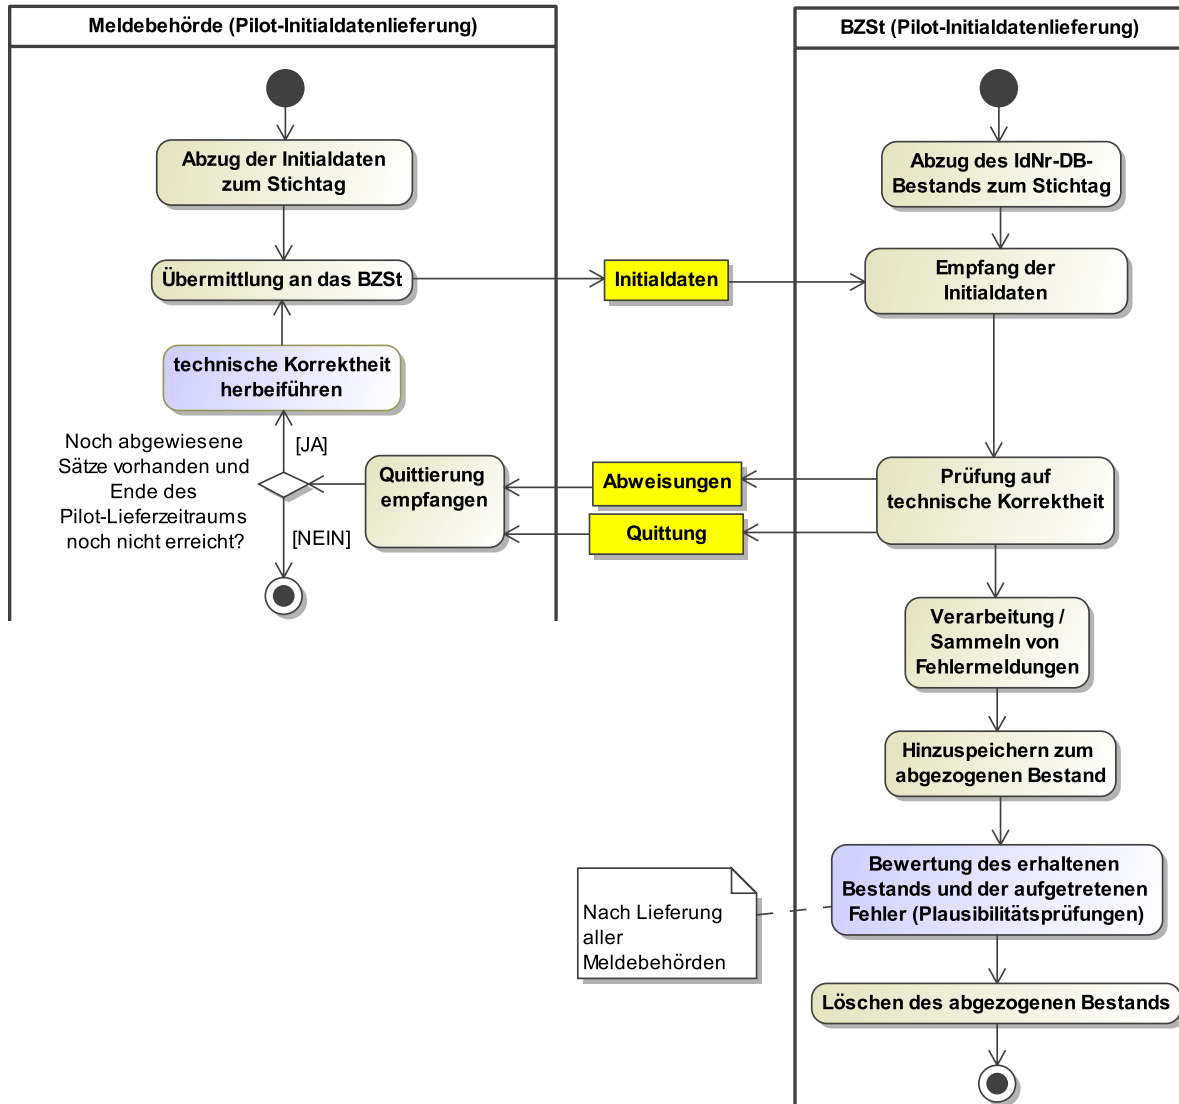 Meldebehörde (Pilot-Initialdatenlieferung)
Abzug der Initialdaten
zum Stichtag
Übermittlung an das BZSt
technische Korrektheit
herbeiführen
Noch abgewiesene
Sätze vorhanden und
Ende des
Pilot-Lieferzeitraums
noch nicht erreicht?
[JA]
[NEIN]
Quittierung
empfangen
Initialdaten
Abweisungen
Quittung
BZSt (Pilot-Initialdatenlieferung)
Abzug des IdNr-DB-
Bestands zum Stichtag
Empfang der
Initialdaten
Prüfung auf
technische Korrektheit
Verarbeitung /
Sammeln von
Fehlermeldungen
Hinzuspeichern zum
abgezogenen Bestand
Bewertung des erhaltenen
Bestands und der aufgetretenen
Fehler (Plausibilitätsprüfungen)
Nach Lieferung
aller
Meldebehörden
Löschen des abgezogenen Bestands